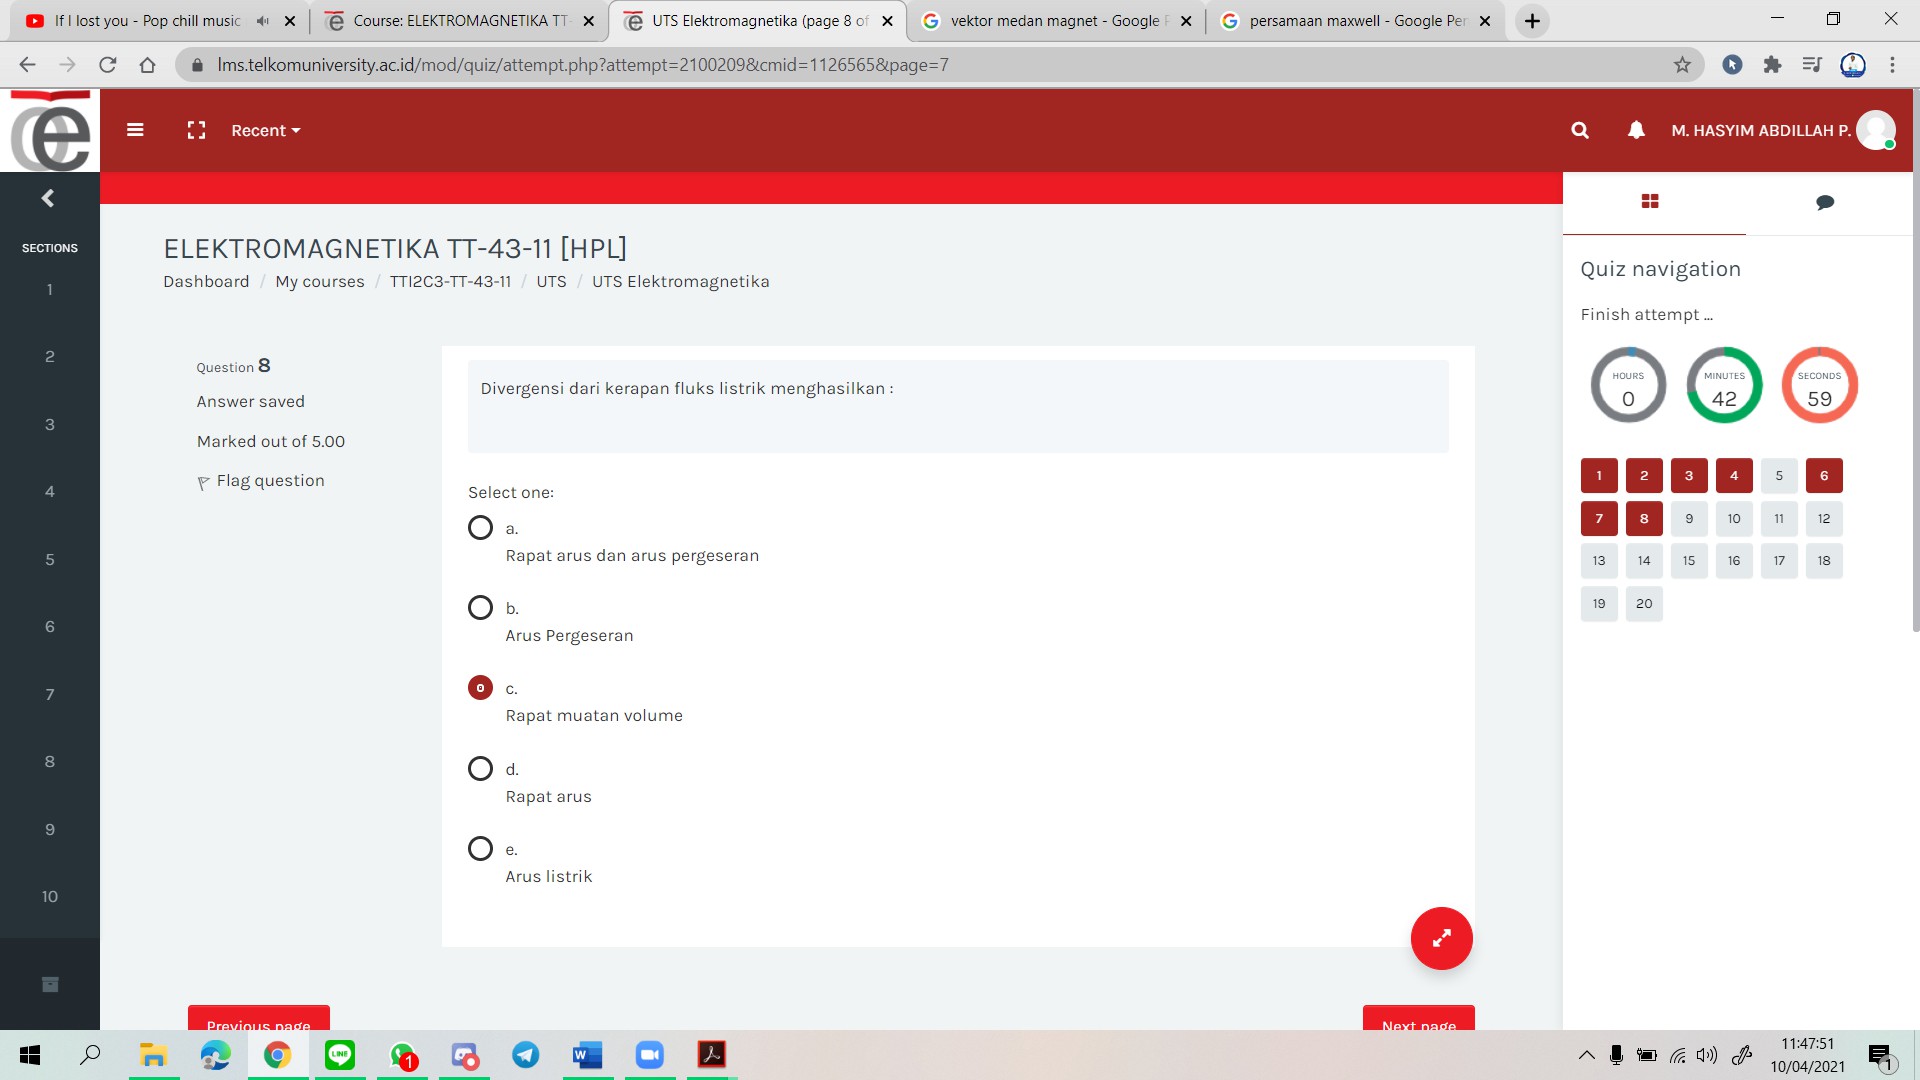 If I lost you - Pop chill music
Course: ELEKTROMAGNETIKA TT-
UTS Elektromagnetika (page 8 of
vektor medan magnet - Google
persamaan maxwell - Google Per
lms.telkomuniversity.ac.id/mod/quiz/attempt.php?attempt=2100209&cmid=1126565&page=7
Recent
M. HASYIM ABDILLAH P.
SECTIONS
1
2
3
4
5
6
7
8
9
10
ELEKTROMAGNETIKA TT-43-11 [HPL]
Dashboard / My courses / TTI2C3-TT-43-11 / UTS / UTS Elektromagnetika
Question 8
Answer saved
Marked out of 5.00
Flag question
Divergensi dari kerapan fluks listrik menghasilkan :
Select one:
a.
Rapat arus dan arus pergeseran
b.
Arus Pergeseran
c.
Rapat muatan volume
d.
Rapat arus
e.
Arus listrik
Previous page
Next page
Quiz navigation
Finish attempt ...
HOURS
0
MINUTES
42
SECONDS
59
1 2 3 4 5 6
7 8 9 10 11 12
13 14 15 16 17 18
19 20
LINE
1
W
11:47:51
10/04/2021
1